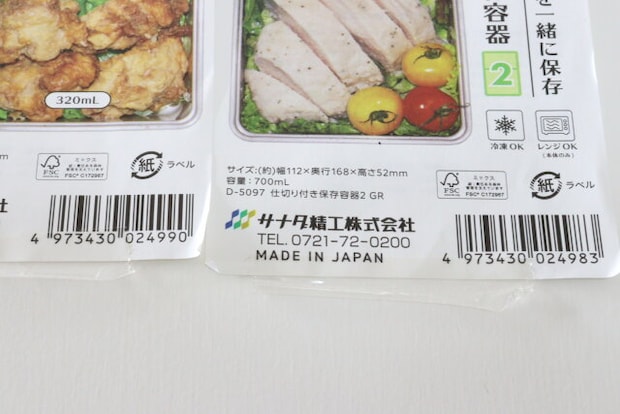 320mL
FSC
ミックス
FSC® C172987
紙 ラベル
4 973430 024990
を一緒に保存
容器
2
冷凍OK
レンジOK
(本体のみ)
サイズ:(約)幅112×奥行168×高さ52mm
容量:700mL
D-5097 仕切り付き保存容器2 GR
FSC
ミックス
FSC® C172987
紙 ラベル
サナダ精工株式会社
TEL. 0721-72-0200
MADE IN JAPAN
4 973430 024983